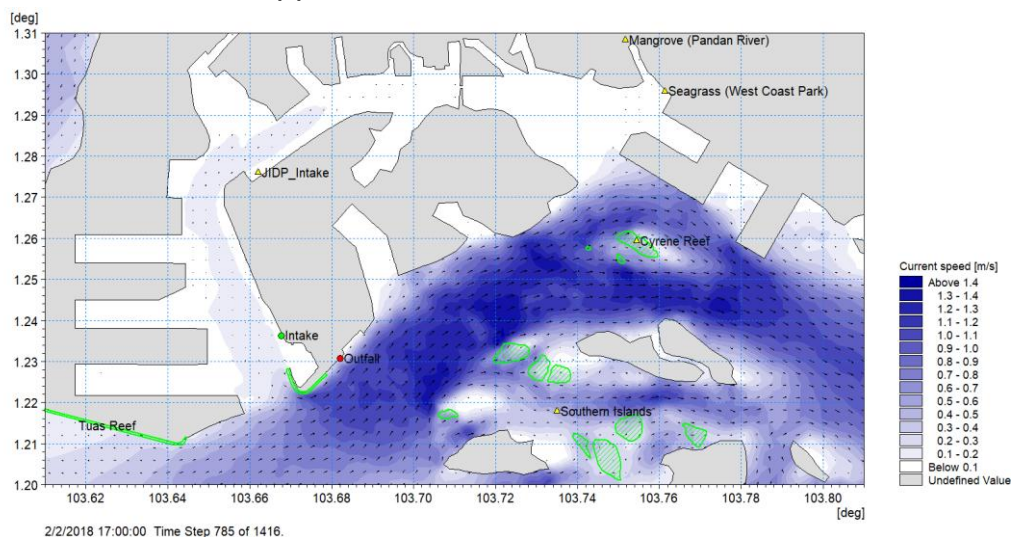 [deg]
1.31
1.30
1.29
1.28
1.27
1.26
1.25
1.24
1.23
1.22
1.21
1.20
Mangrove (Pandan River)
Seagrass (West Coast Park)
JIDP_Intake
Cyrene Reef
Intake
Outfall
Southern Islands
Tuas Reef
103.62 103.64 103.66 103.68 103.70 103.72 103.74 103.76 103.78 103.80
[deg]
2/2/2018 17:00:00 Time Step 785 of 1416.
Current speed [m/s]
Above 1.4
1.3 - 1.4
1.2 - 1.3
1.1 - 1.2
1.0 - 1.1
0.9 - 1.0
0.8 - 0.9
0.7 - 0.8
0.6 - 0.7
0.5 - 0.6
0.4 - 0.5
0.3 - 0.4
0.2 - 0.3
0.1 - 0.2
Below 0.1
Undefined Value